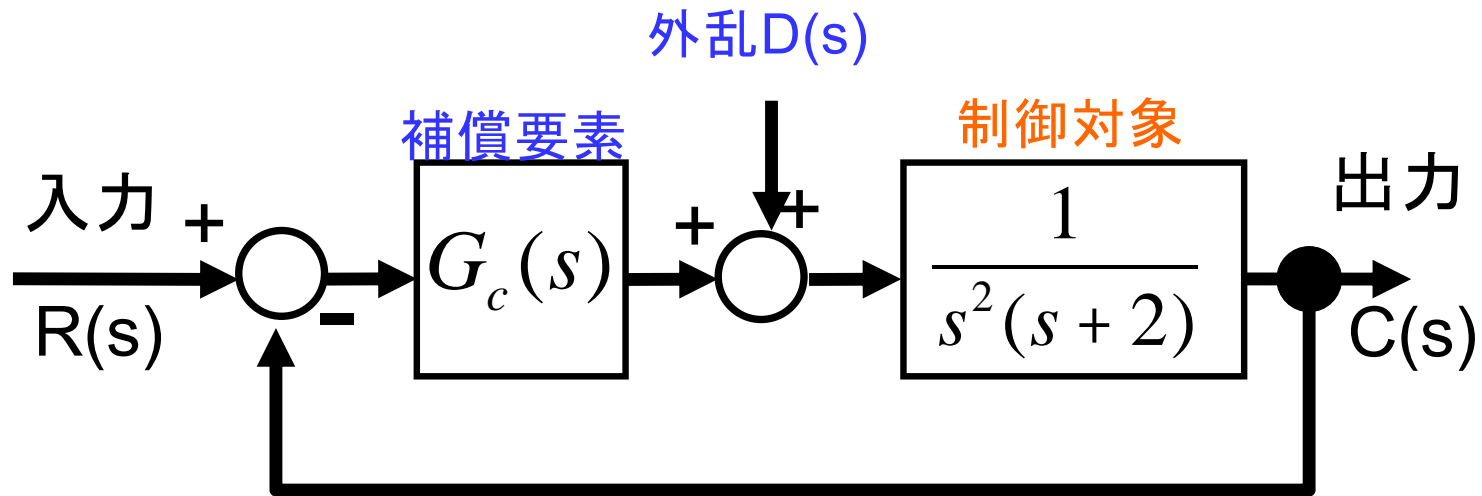 外乱D(s)
補償要素
制御対象
入力
+
R(s)
-
G_c(s)
+
+
1
s^2(s+2)
出力
C(s)